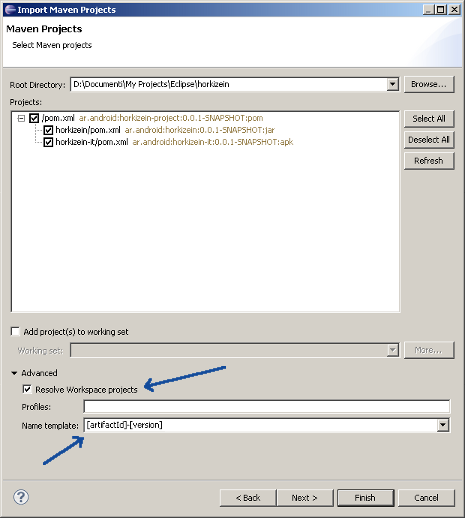 Import Maven Projects
Maven Projects
Select Maven projects
Root Directory: D:\Documenti\My Projects\Eclipse\horkizein Browse...
Projects:
/pom.xml ar.android:horkizein-project:0.0.1-SNAPSHOT:pom Select All
horkizein/pom.xml ar.android:horkizein:0.0.1-SNAPSHOT:jar Deselect All
horkizein-it/pom.xml ar.android:horkizein-it:0.0.1-SNAPSHOT:apk
Refresh
Add project(s) to working set
Working set: More...
Advanced
Resolve Workspace projects
Profiles:
Name template: [artifactId]-[version]
? < Back Next > Finish Cancel